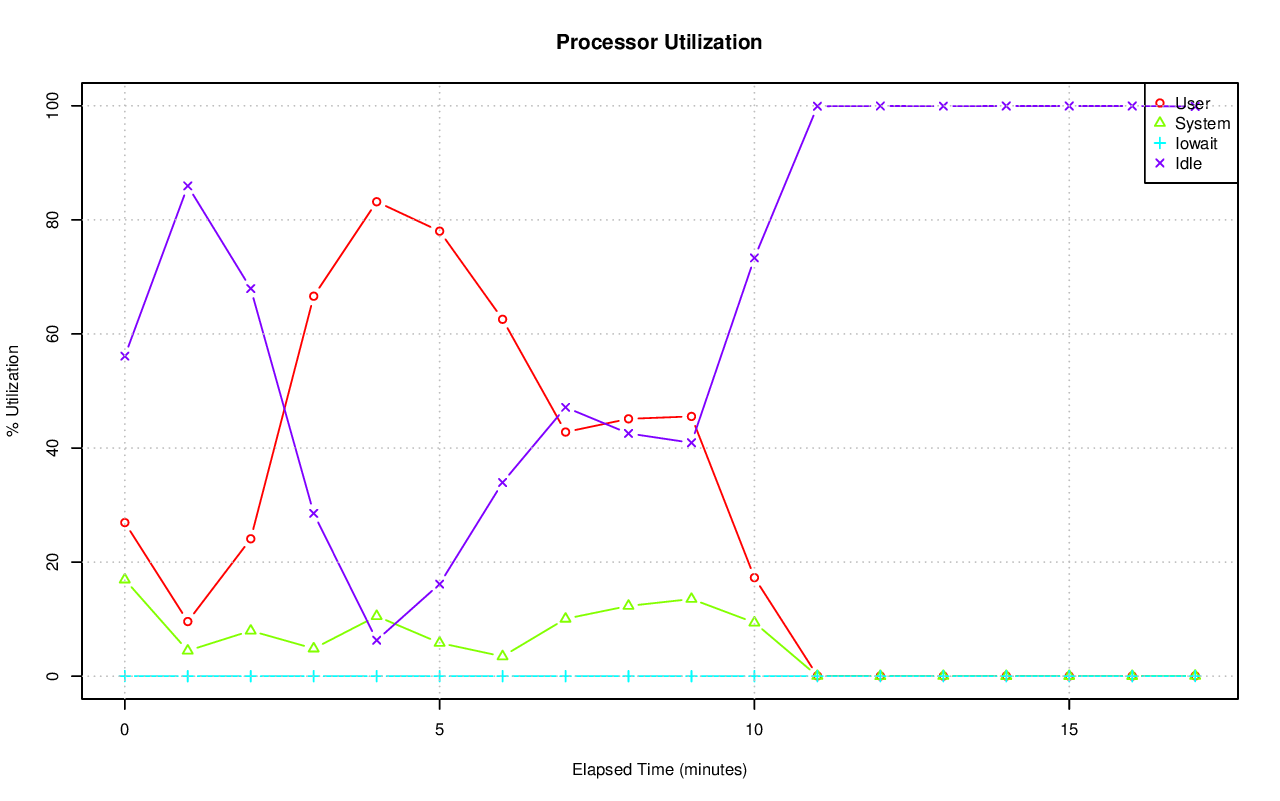 Processor Utilization
100
80
60
40
20
0
% Utilization
User
System
Iowait
Idle
0 5 10 15
Elapsed Time (minutes)